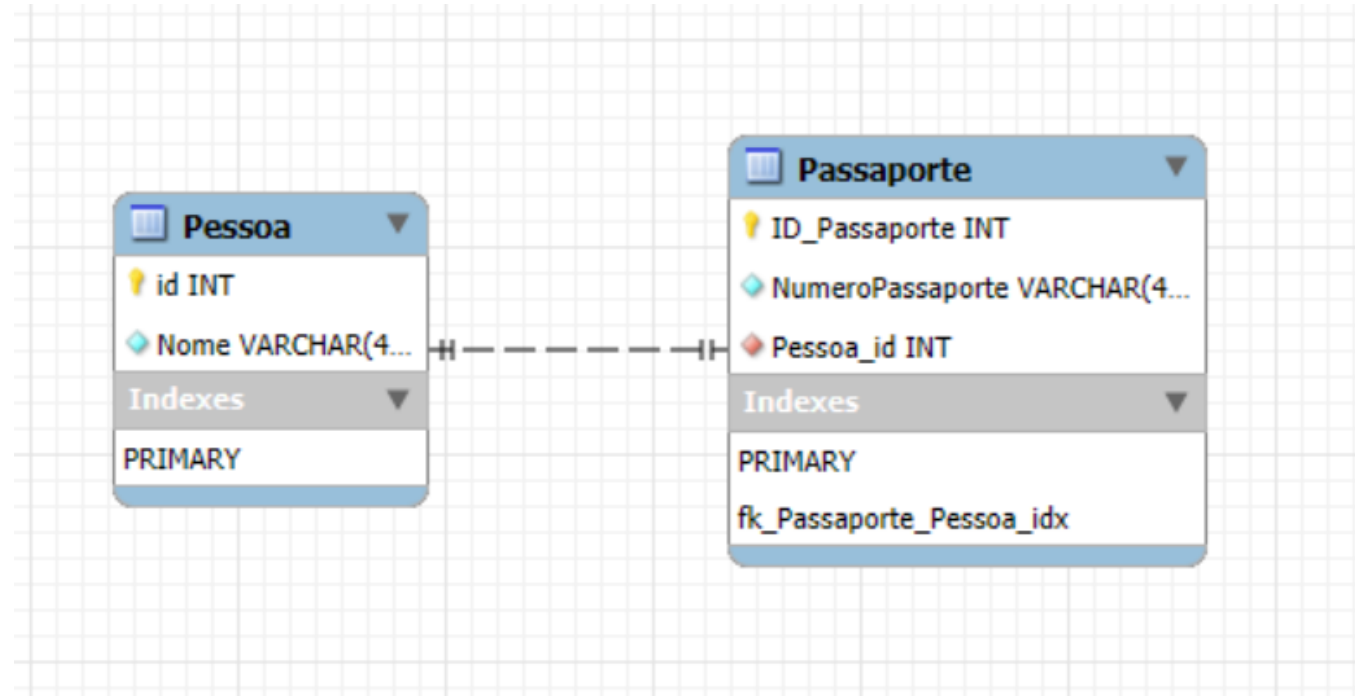 Pessoa
id INT
Nome VARCHAR(4...
Indexes
PRIMARY
Passaporte
ID_Passaporte INT
NumeroPassaporte VARCHAR(4...
Pessoa_id INT
Indexes
PRIMARY
fk_Passaporte_Pessoa_idx